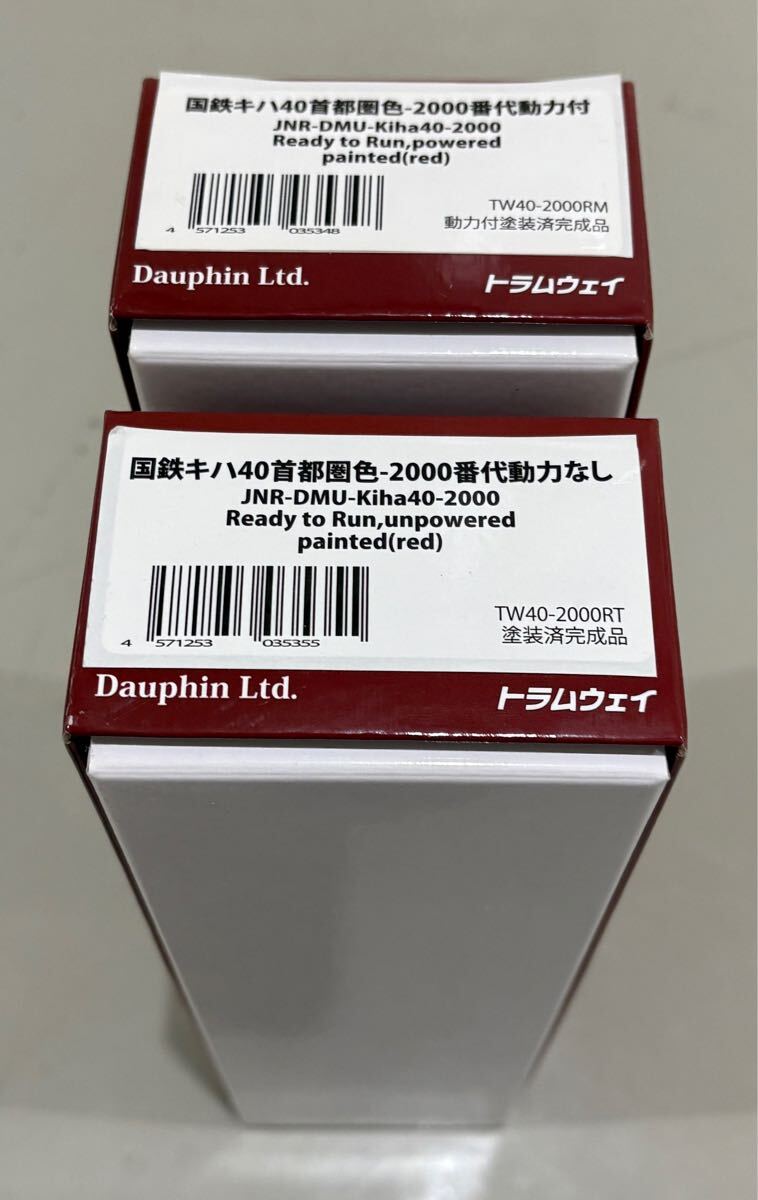 国鉄キハ40首都圏色-2000番代動力付
JNR-DMU-Kiha40-2000
Ready to Run,powered
painted(red)
4 571253 035348
TW40-2000RM
動力付塗装済完成品
Dauphin Ltd.
トラムウェイ
国鉄キハ40首都圏色-2000番代動力なし
JNR-DMU-Kiha40-2000
Ready to Run,unpowered
painted(red)
4 571253 035355
TW40-2000RT
塗装済完成品
Dauphin Ltd.
トラムウェイ